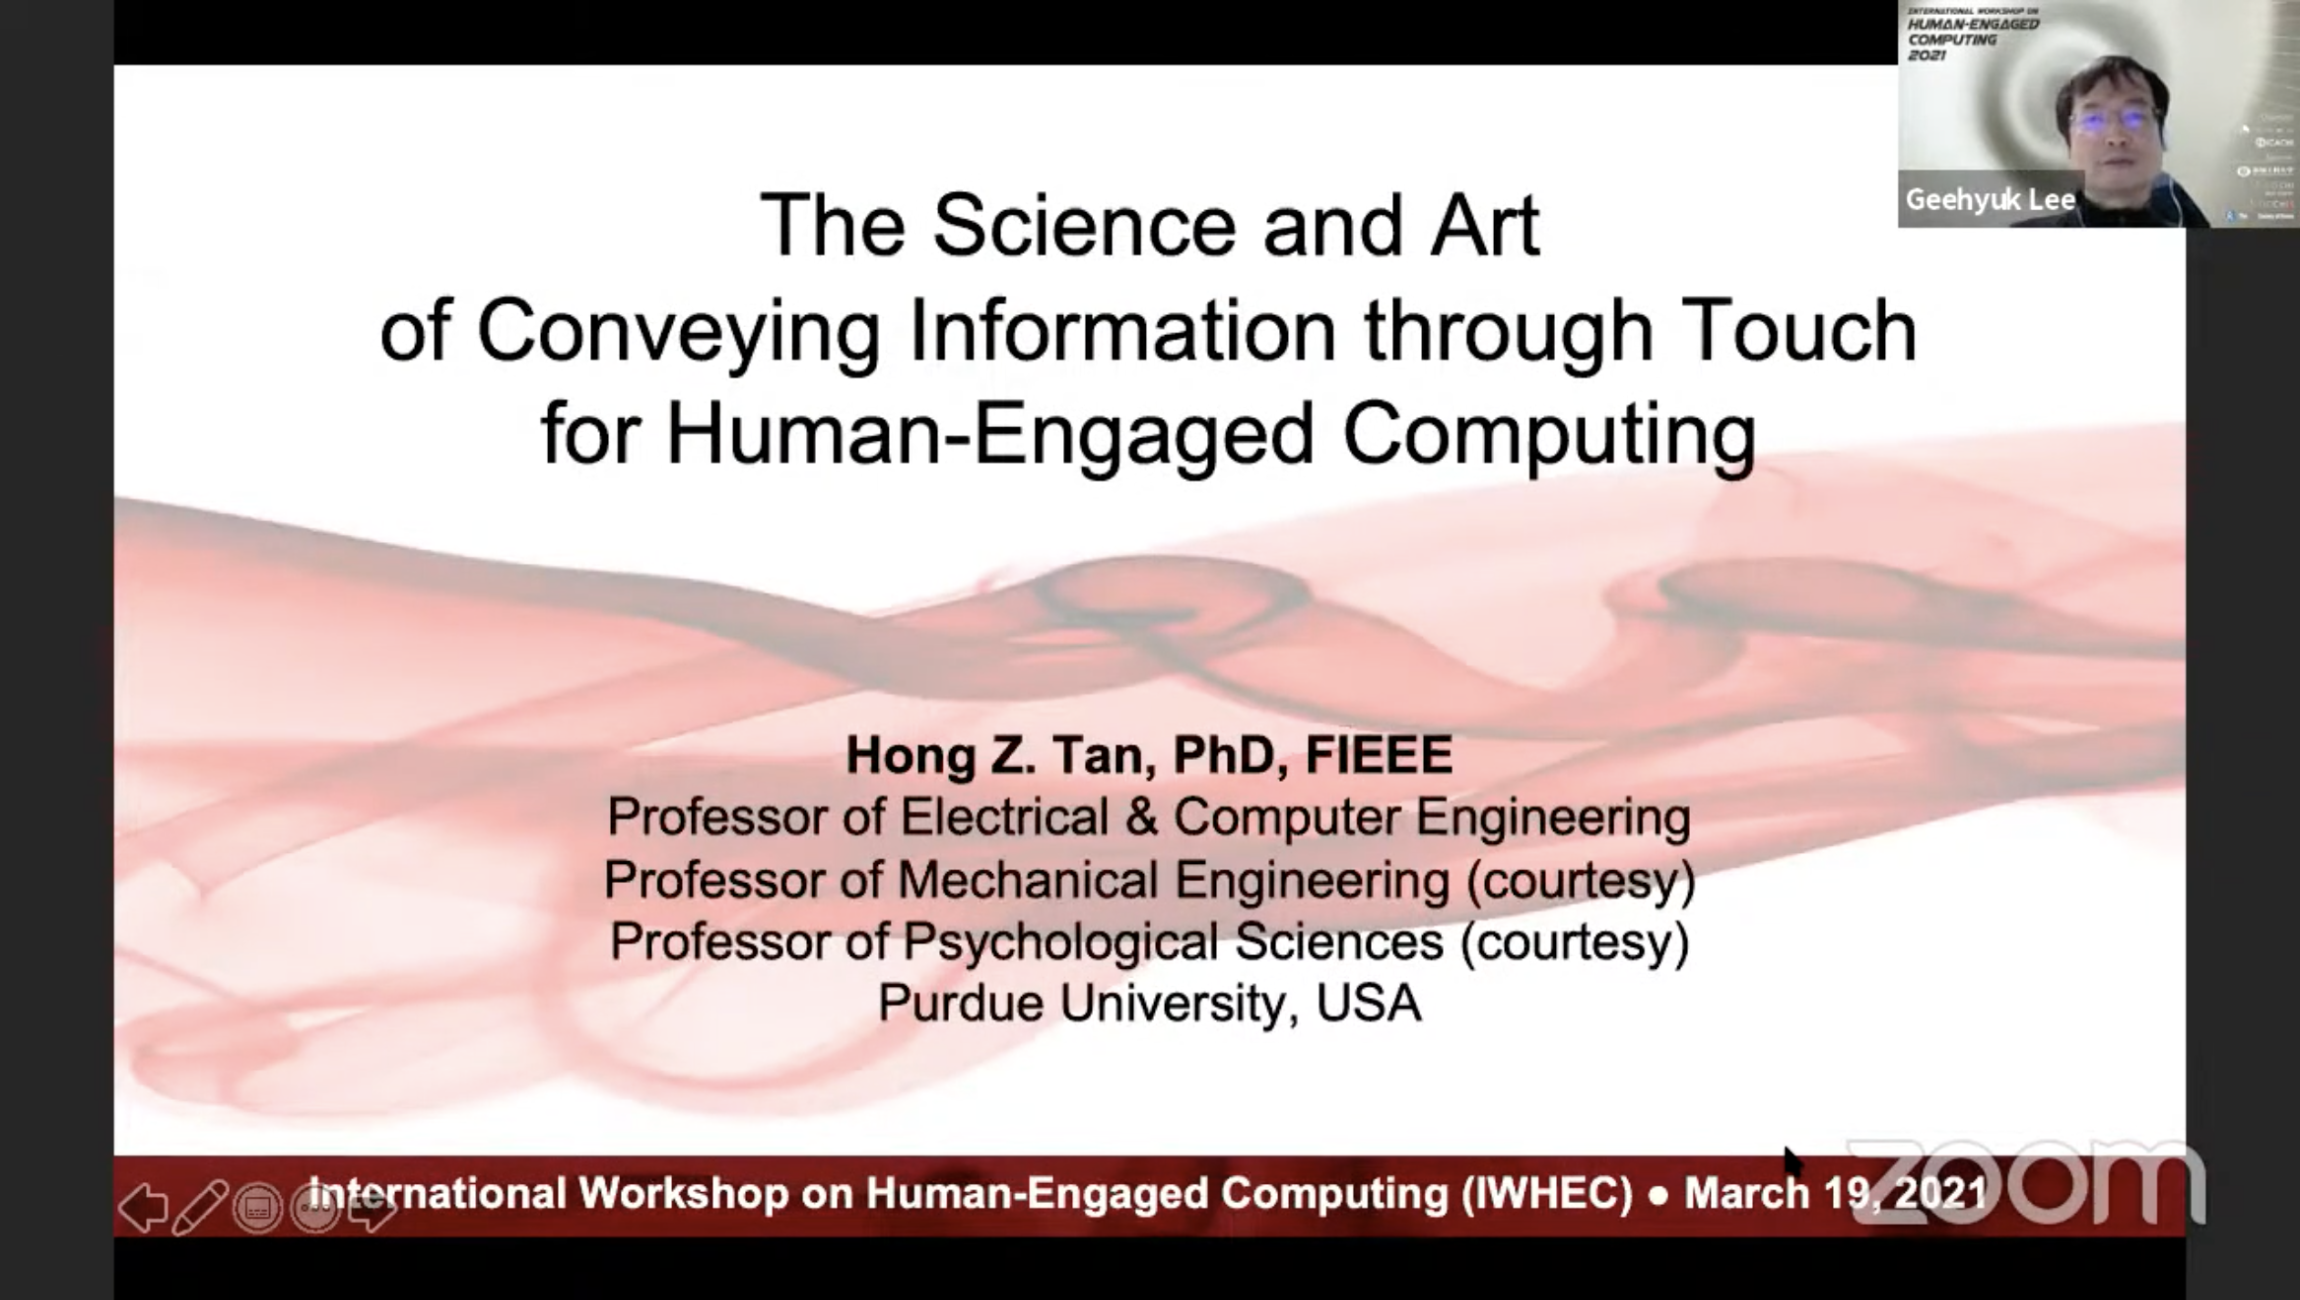 INTERNATIONAL WORKSHOP ON
HUMAN-ENGAGED
COMPUTING
2021
Geehyuk Lee
The Science and Art
of Conveying Information through Touch
for Human-Engaged Computing
Hong Z. Tan, PhD, FIEEE
Professor of Electrical & Computer Engineering
Professor of Mechanical Engineering (courtesy)
Professor of Psychological Sciences (courtesy)
Purdue University, USA
International Workshop on Human-Engaged Computing (IWHEC) ● March 19, 2021
zoom